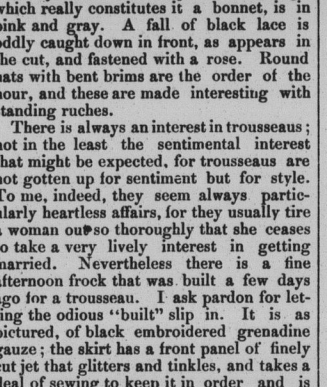 which really constitutes it a bonnet, is in
pink and gray. A fall of black lace is
oddly caught down in front, as appears in
the cut, and fastened with a rose. Round
hats with bent brims are the order of the
hour, and these are made interesting with
standing ruches.
There is always an interest in trousseaus;
not in the least the sentimental interest
that might be expected, for trousseaus are
not gotten up for sentiment but for style.
To me, indeed, they seem always partic-
ularly heartless affairs, for they usually tire
a woman out so thoroughly that she ceases
to take a very lively interest in getting
married. Nevertheless there is a fine
afternoon frock that was built a few days
ago for a trousseau. I ask pardon for let-
ting the odious "built" slip in. It is as
pictured, of black embroidered grenadine
gauze; the skirt has a front panel of finely
cut jet that glitters and tinkles, and takes a
deal of sewing to keep it in order and is